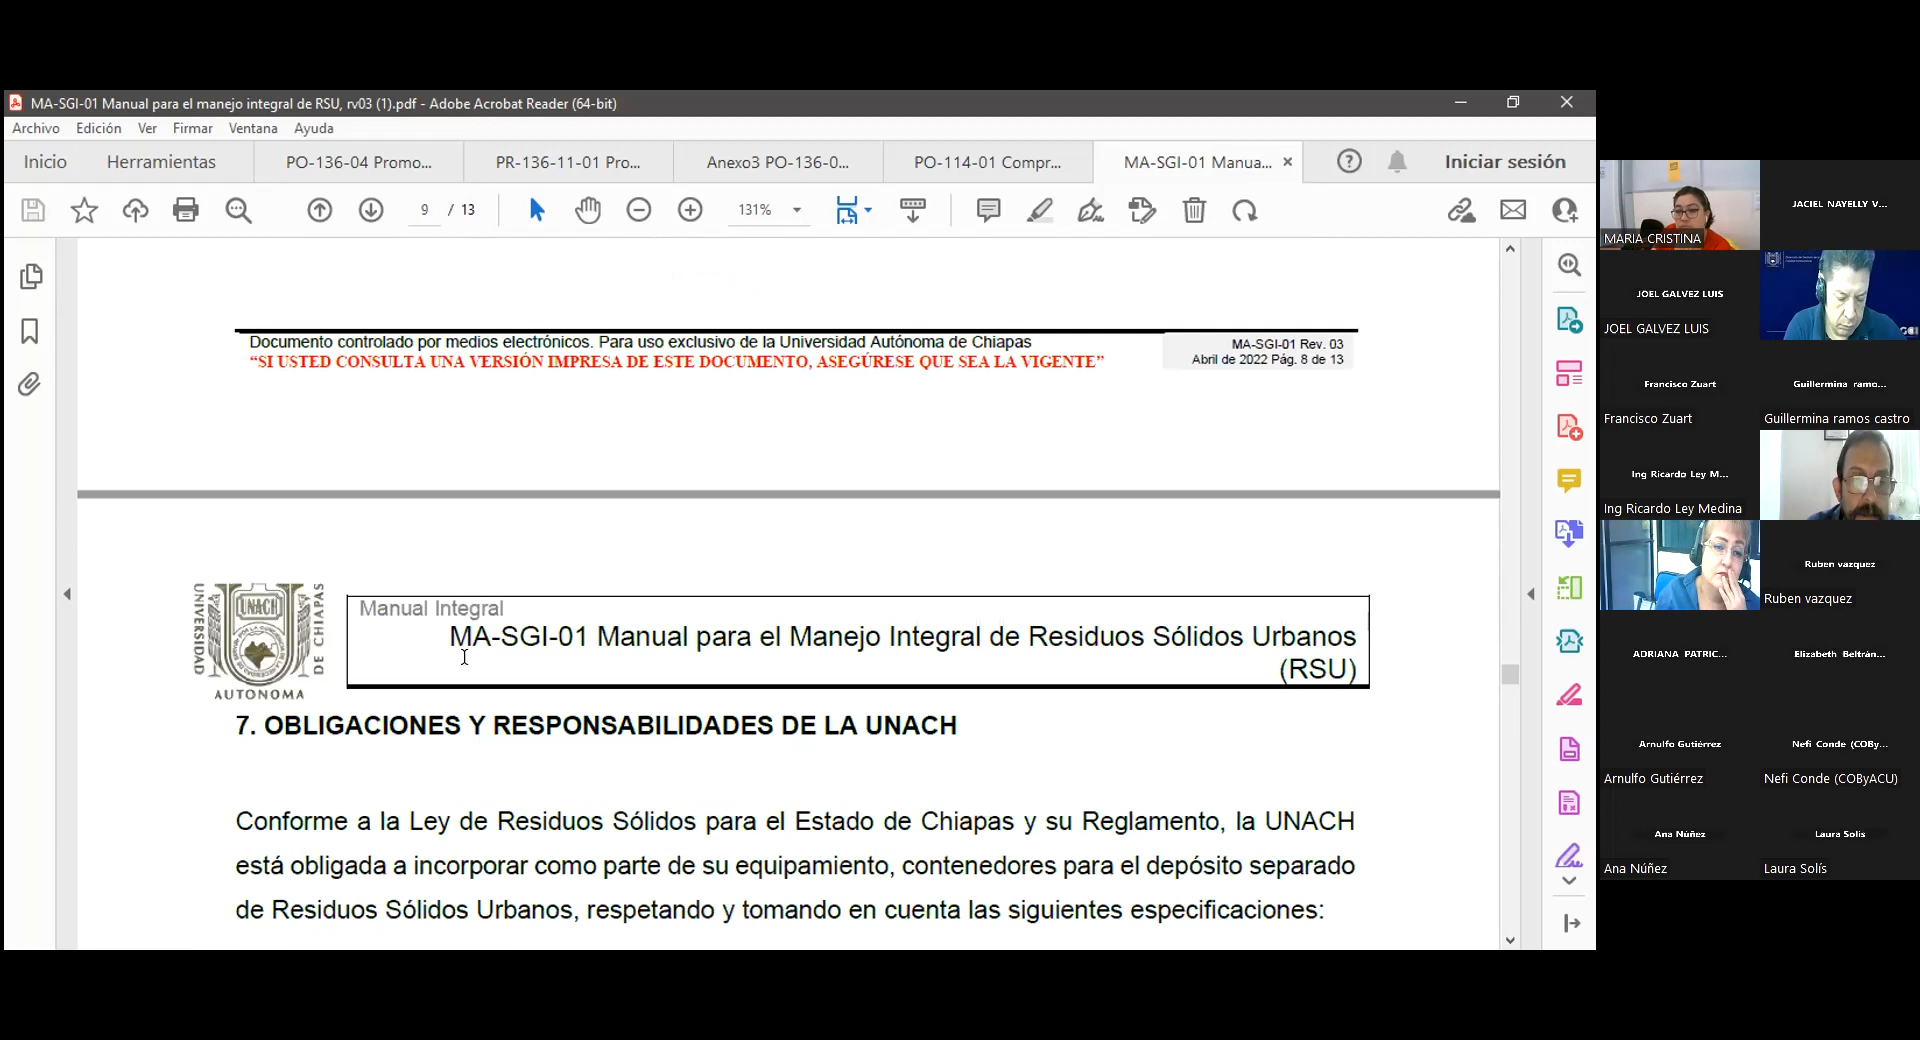 MA-SGI-01 Manual para el manejo integral de RSU, rv03 (1).pdf - Adobe Acrobat Reader (64-bit)
Archivo Edición Ver Firmar Ventana Ayuda
Inicio Herramientas PO-136-04 Promo... PR-136-11-01 Pro... Anexo3 PO-136-0... PO-114-01 Compr... MA-SGI-01 Manua... × Iniciar sesión
9 / 13 131%
Documento controlado por medios electrónicos. Para uso exclusivo de la Universidad Autónoma de Chiapas
“SI USTED CONSULTA UNA VERSIÓN IMPRESA DE ESTE DOCUMENTO, ASEGÚRESE QUE SEA LA VIGENTE”
MA-SGI-01 Rev. 03
Abril de 2022 Pág. 8 de 13
UNIVERSIDAD
UNACH
DE CHIAPAS
AUTONOMA
Manual Integral
MA-SGI-01 Manual para el Manejo Integral de Residuos Sólidos Urbanos
(RSU)
7. OBLIGACIONES Y RESPONSABILIDADES DE LA UNACH
Conforme a la Ley de Residuos Sólidos para el Estado de Chiapas y su Reglamento, la UNACH
está obligada a incorporar como parte de su equipamiento, contenedores para el depósito separado
de Residuos Sólidos Urbanos, respetando y tomando en cuenta las siguientes especificaciones:
MARIA CRISTINA
JACIEL NAYELLY V...
JOEL GALVEZ LUIS
JOEL GALVEZ LUIS
Francisco Zuart
Francisco Zuart
Guillermina ramo...
Guillermina ramos castro
Ing Ricardo Ley M...
Ing Ricardo Ley Medina
Ruben vazquez
Ruben vazquez
ADRIANA PATRIC...
Elizabeth Beltrán...
Arnulfo Gutiérrez
Arnulfo Gutiérrez
Nefi Conde (COBy...
Nefi Conde (COByACU)
Ana Núñez
Ana Núñez
Laura Solís
Laura Solís